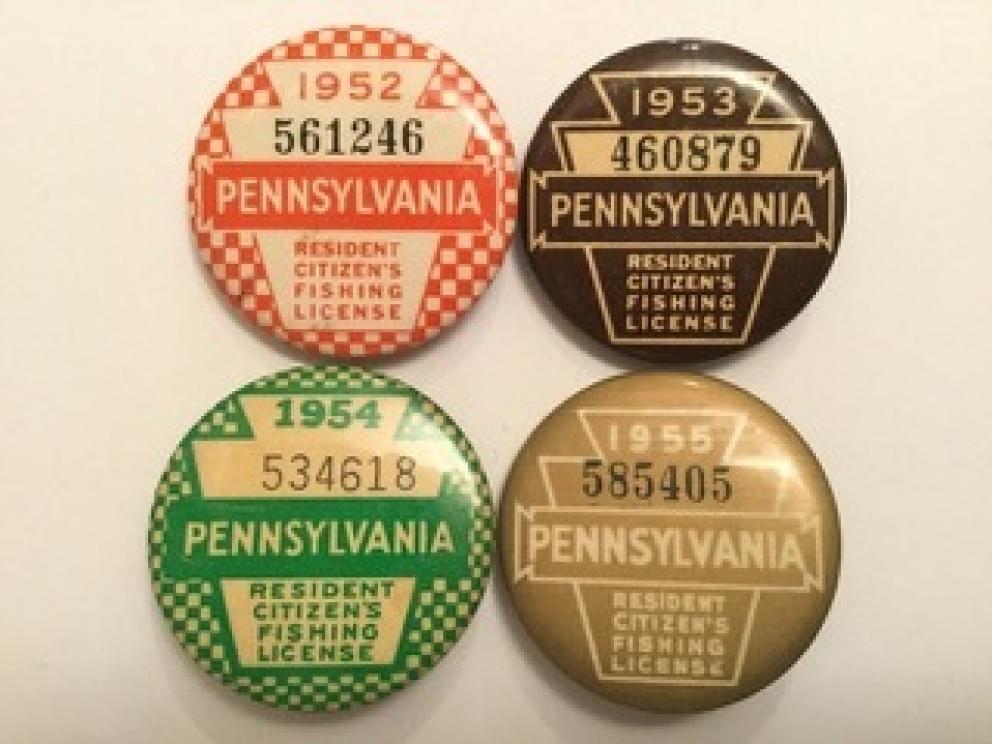 1952
561246
PENNSYLVANIA
RESIDENT
CITIZEN'S
FISHING
LICENSE
1953
460879
PENNSYLVANIA
RESIDENT
CITIZEN'S
FISHING
LICENSE
1954
534618
PENNSYLVANIA
RESIDENT
CITIZEN'S
FISHING
LICENSE
1955
585405
PENNSYLVANIA
RESIDENT
CITIZEN'S
FISHING
LICENSE